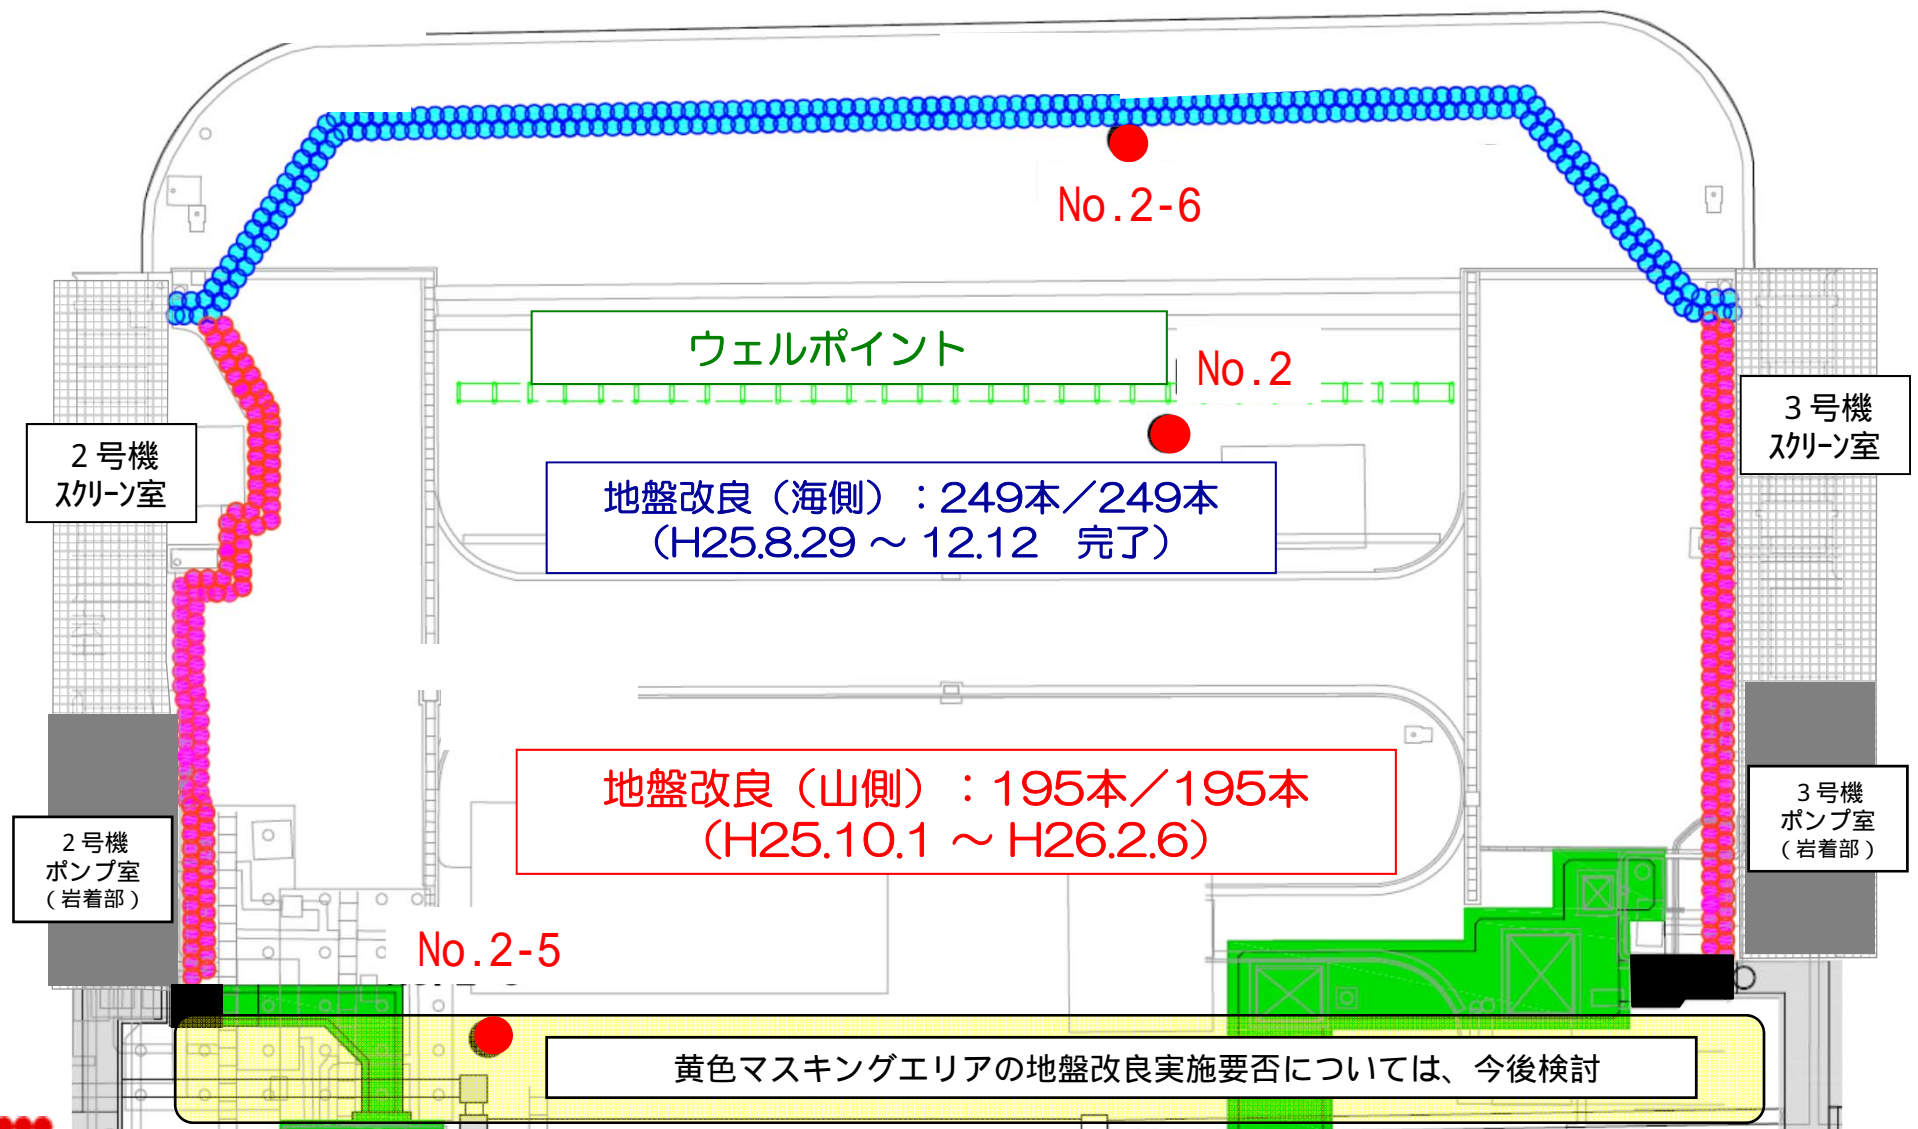 No.2-6
ウェルポイント
No.2
2号機
スクリーン室
3号機
スクリーン室
地盤改良（海側）：249本／249本
（H25.8.29 ～ 12.12　完了）
地盤改良（山側）：195本／195本
（H25.10.1 ～ H26.2.6）
2号機
ポンプ室
（岩着部）
3号機
ポンプ室
（岩着部）
No.2-5
黄色マスキングエリアの地盤改良実施要否については、今後検討